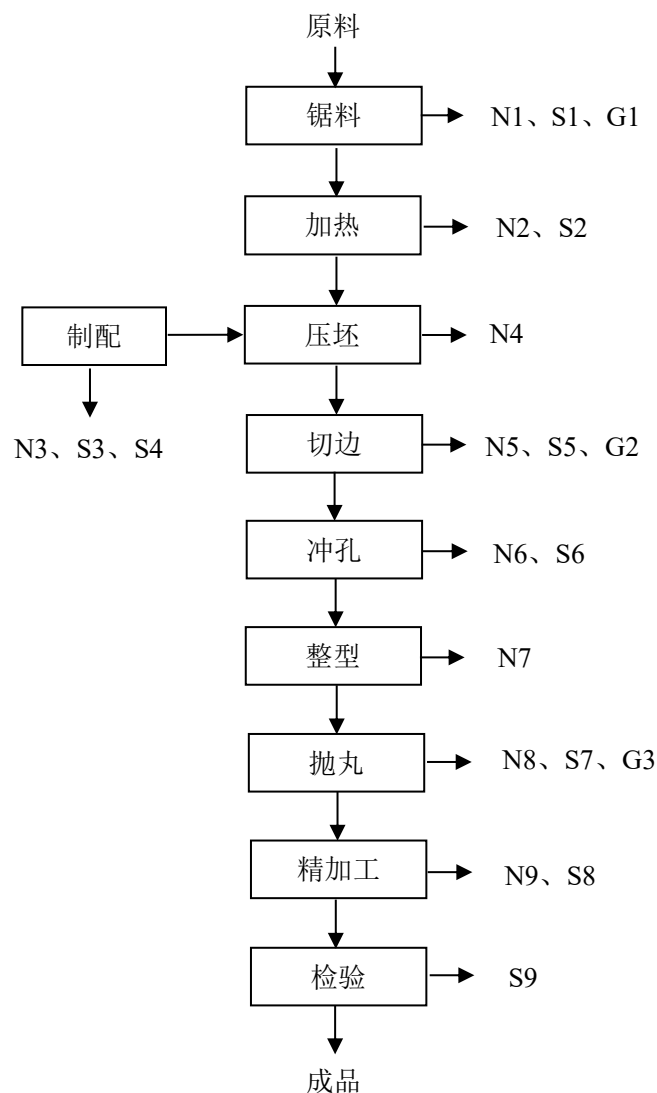 原料
锯料
N1、S1、G1
加热
N2、S2
制配
压坯
N4
N3、S3、S4
切边
N5、S5、G2
冲孔
N6、S6
整型
N7
抛丸
N8、S7、G3
精加工
N9、S8
检验
S9
成品